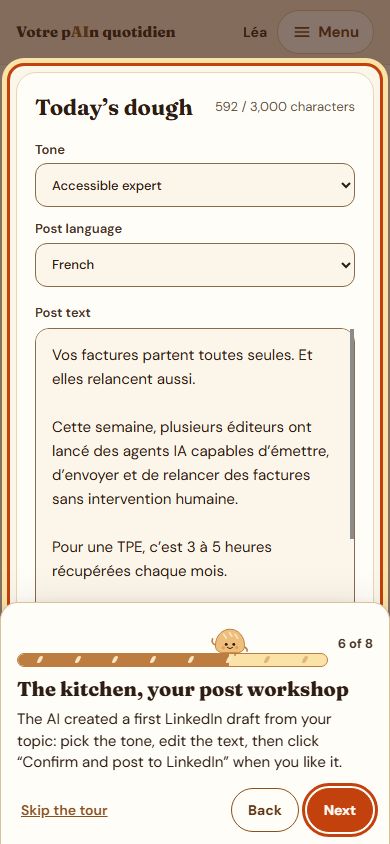 Votre pAIn quotidien
Léa
Menu
Today's dough
592 / 3,000 characters
Tone
Accessible expert
Post language
French
Post text
Vos factures partent toutes seules. Et
elles relancent aussi.
Cette semaine, plusieurs éditeurs ont
lancé des agents IA capables d'émettre,
d'envoyer et de relancer des factures
sans intervention humaine.
Pour une TPE, c'est 3 à 5 heures
récupérées chaque mois.
6 of 8
The kitchen, your post workshop
The AI created a first LinkedIn draft from your
topic: pick the tone, edit the text, then click
“Confirm and post to LinkedIn” when you like it.
Skip the tour
Back
Next